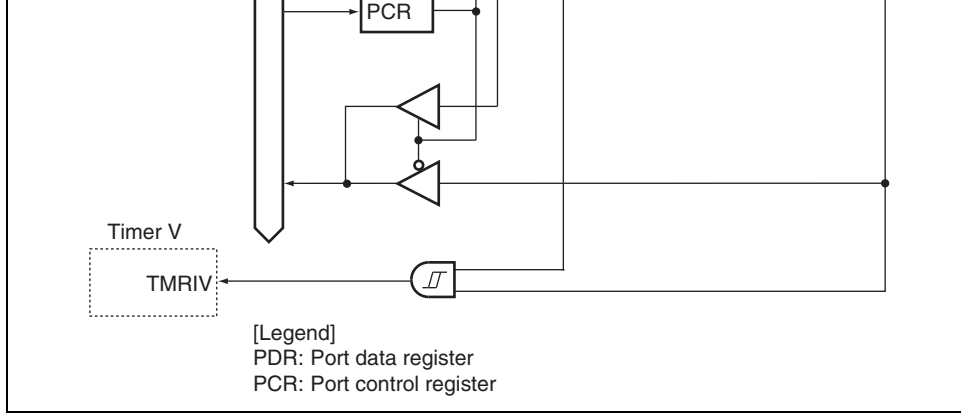 PCR
Timer V
TMRIV
[Legend]
PDR: Port data register
PCR: Port control register